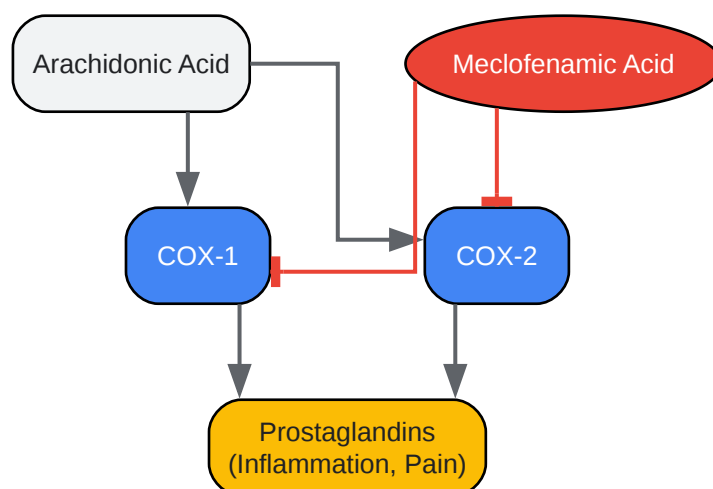 Arachidonic Acid
Meclofenamic Acid
COX-1
COX-2
Prostaglandins
(Inflammation, Pain)